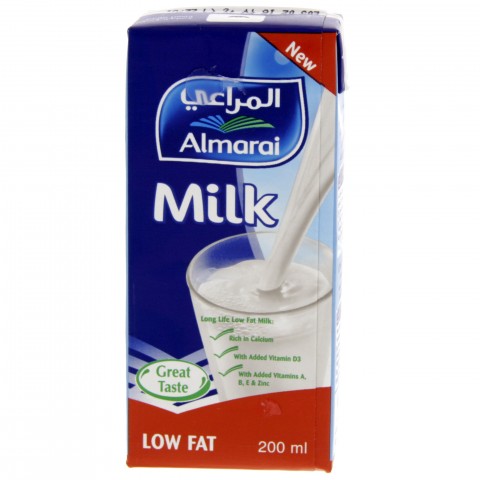 New
المراعي
Almarai
Milk
Long Life Low Fat Milk:
Rich in Calcium
With Added Vitamin D3
With Added Vitamins A,
B, E & Zinc
Great
Taste
LOW FAT
200 ml